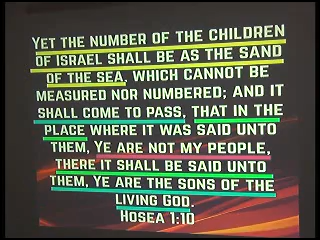 Yet the number of the children
of Israel shall be as the sand
of the sea, which cannot be
measured nor numbered; and it
shall come to pass, that in the
place where it was said unto
them, Ye are not my people,
there it shall be said unto
them, Ye are the sons of the
living God.
Hosea 1:10